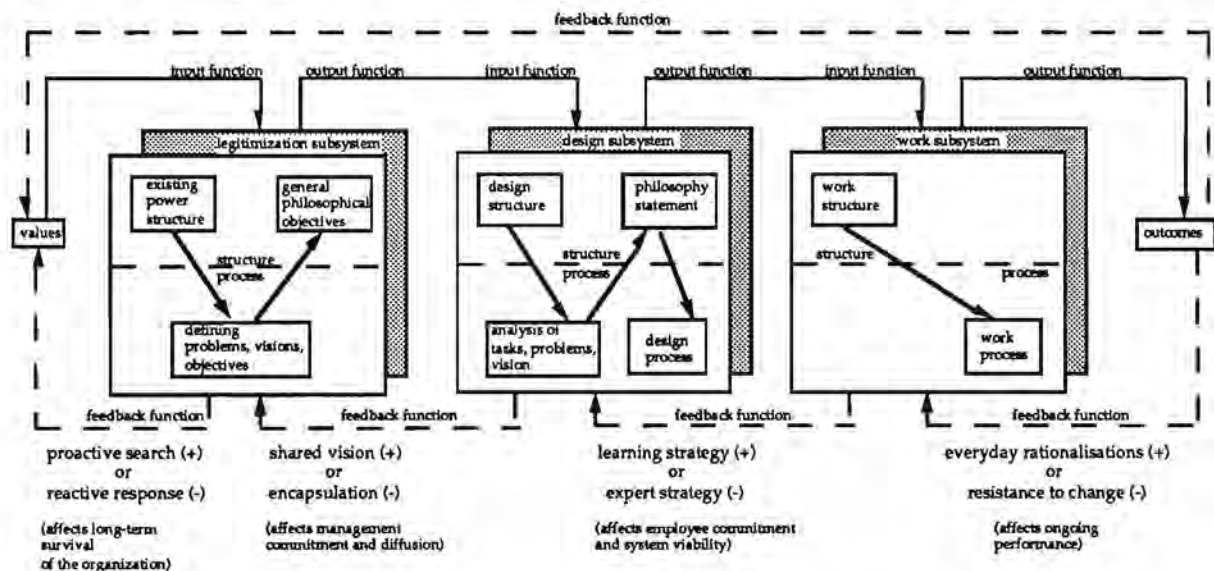 feedback function
input function
output function
input function
output function
input function
output function
legitimization subsystem
design subsystem
work subsystem
existing
power
structure
general
philosophical
objectives
design
structure
philosophy
statement
work
structure
values
outcomes
structure
process
structure
process
structure
process
defining
problems, visions,
objectives
analysis of
tasks, problems,
vision
design
process
work
process
feedback function
feedback function
feedback function
feedback function
proactive search (+)
or
reactive response (-)
shared vision (+)
or
encapsulation (-)
learning strategy (+)
or
expert strategy (-)
everyday rationalisations (+)
or
resistance to change (-)
(affects long-term
survival
of the organization)
(affects management
commitment and diffusion)
(affects employee commitment
and system viability)
(affects ongoing
performance)